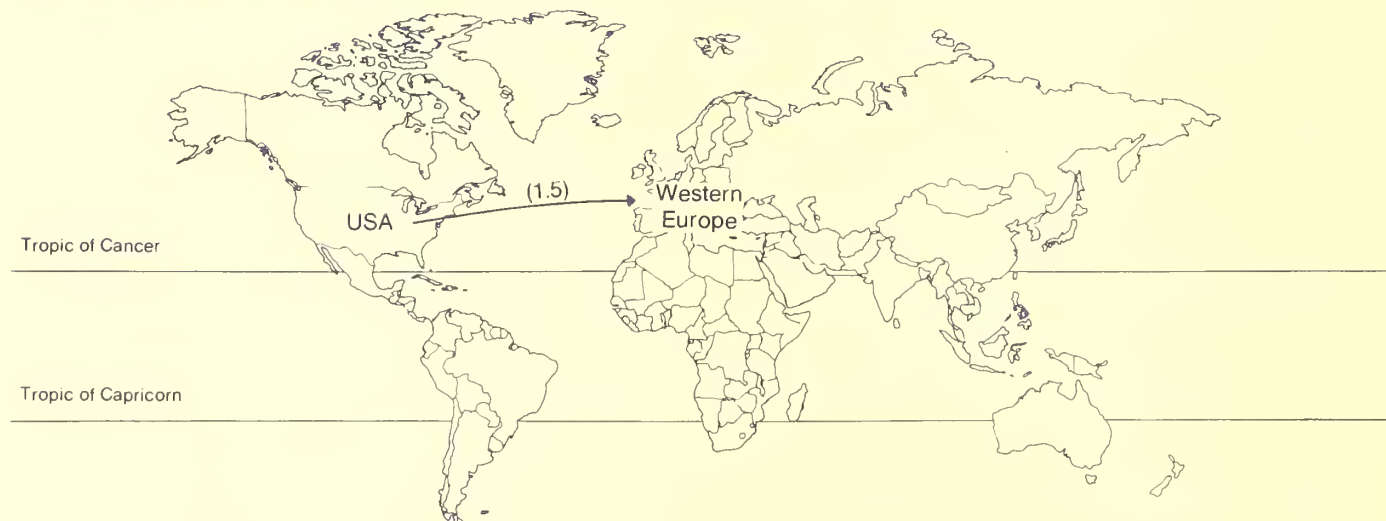 (1.5)
USA
Western
Europe
Tropic of Cancer
Tropic of Capricorn